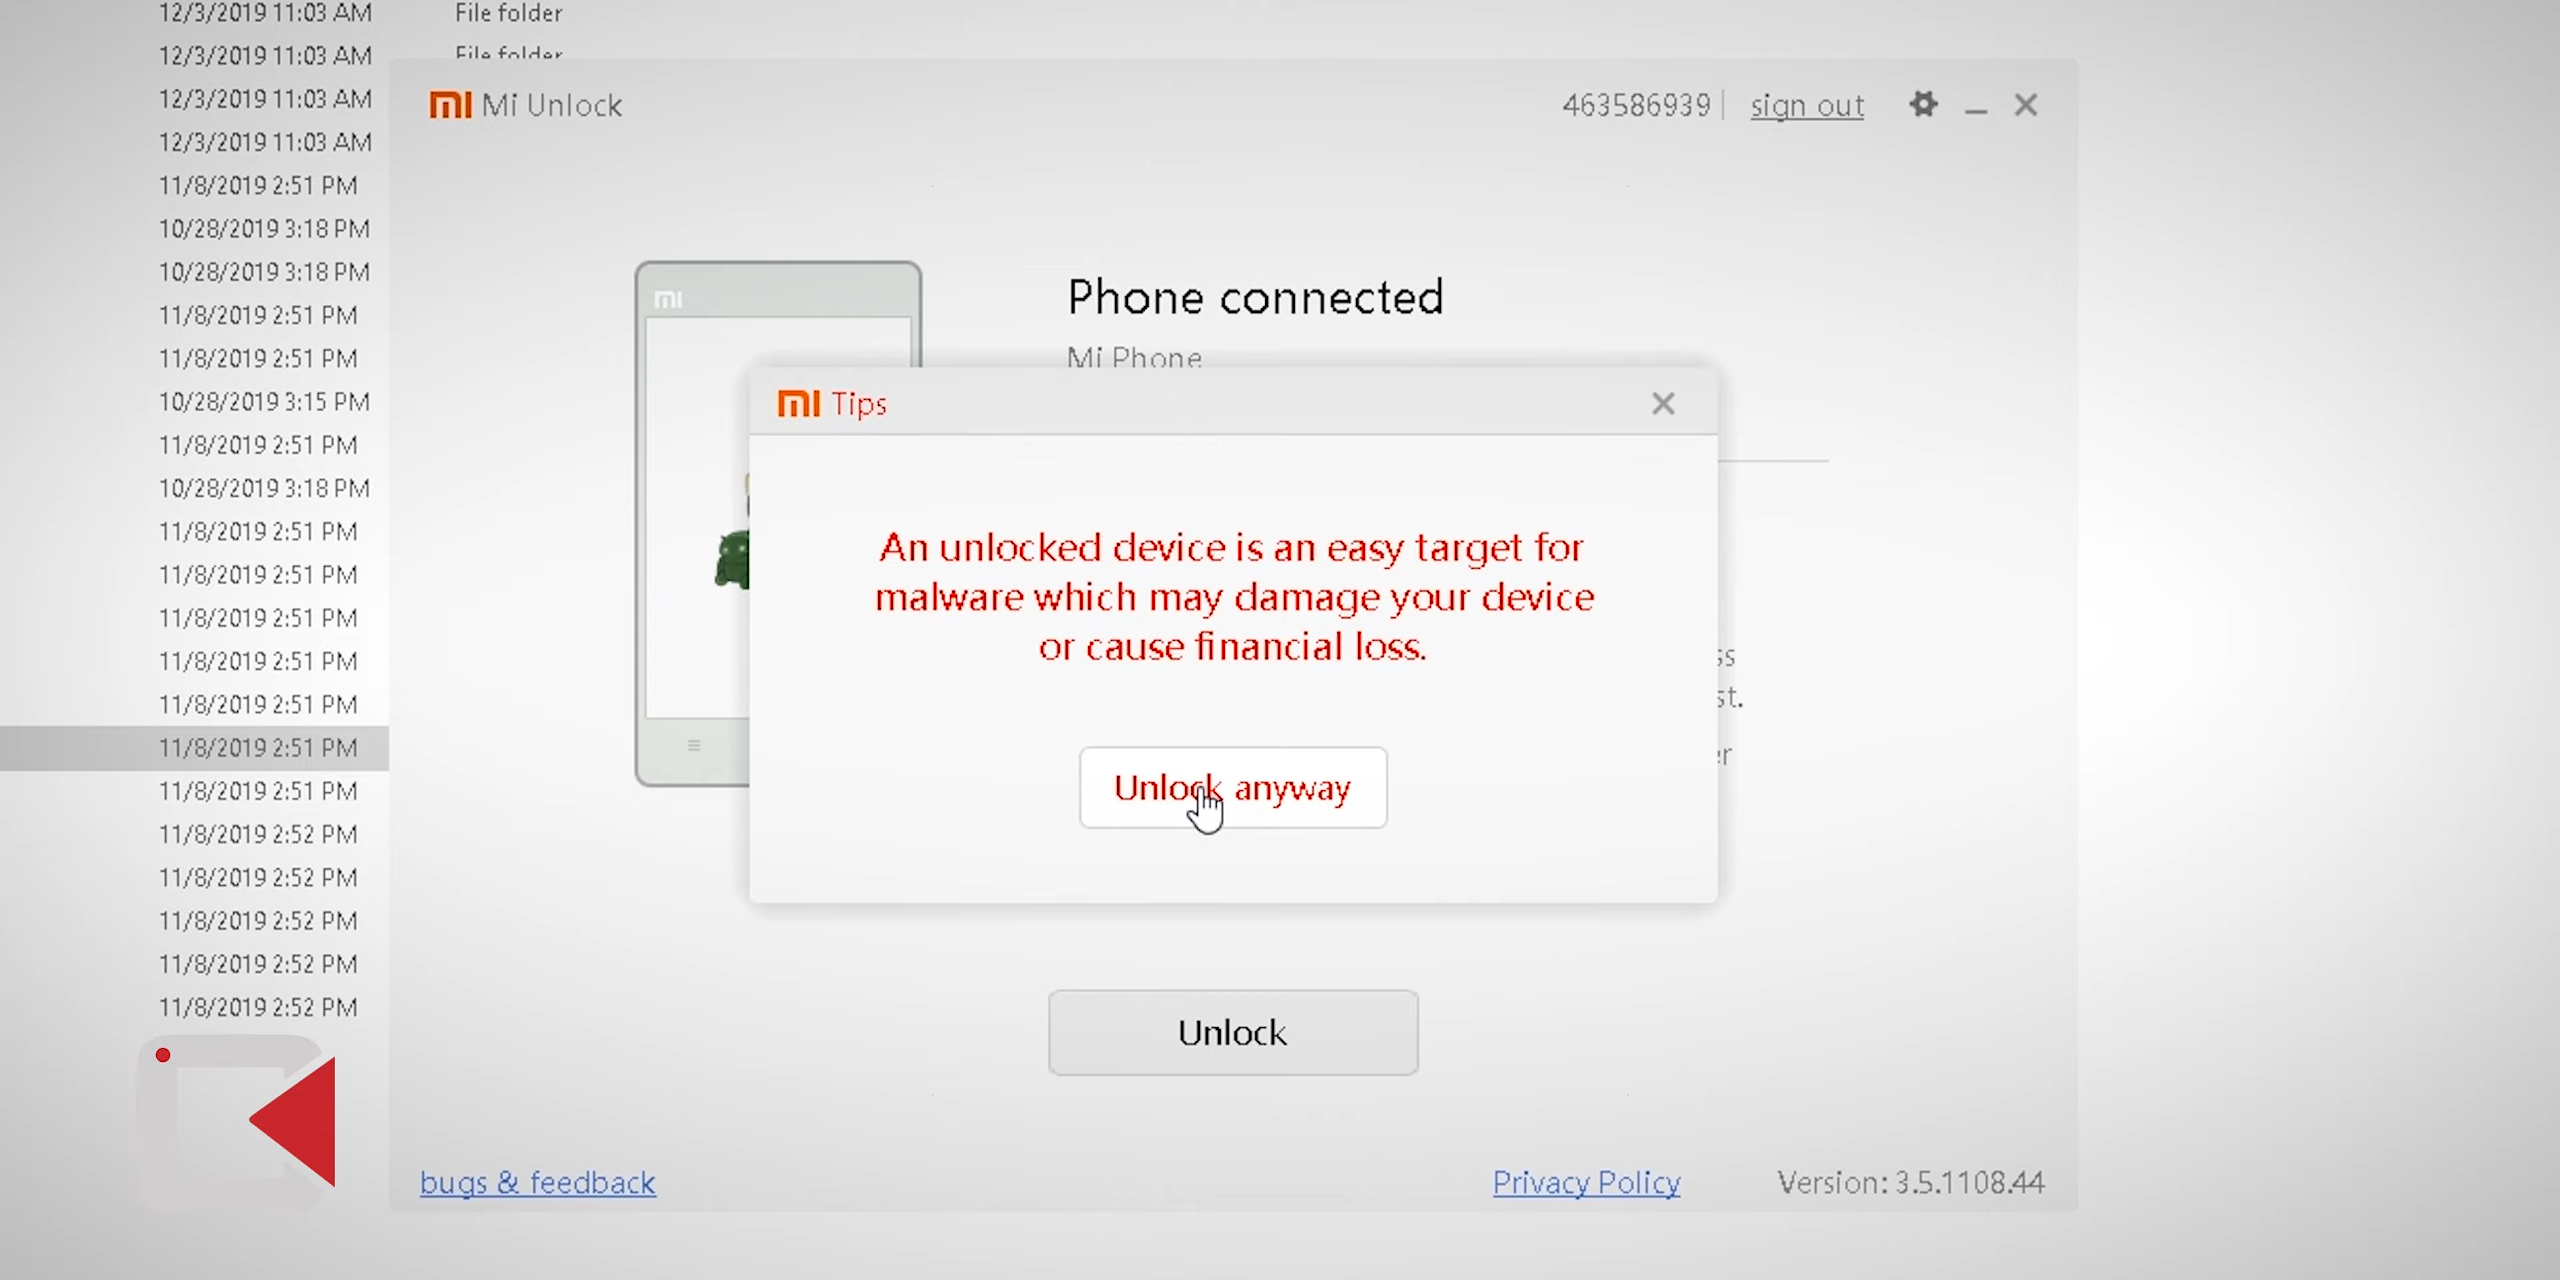 12/3/2019 11:03 AM File folder
12/3/2019 11:03 AM File folder
12/3/2019 11:03 AM
12/3/2019 11:03 AM
11/8/2019 2:51 PM
10/28/2019 3:18 PM
10/28/2019 3:18 PM
11/8/2019 2:51 PM
11/8/2019 2:51 PM
10/28/2019 3:15 PM
11/8/2019 2:51 PM
10/28/2019 3:18 PM
11/8/2019 2:51 PM
11/8/2019 2:51 PM
11/8/2019 2:51 PM
11/8/2019 2:51 PM
11/8/2019 2:51 PM
11/8/2019 2:51 PM
11/8/2019 2:51 PM
11/8/2019 2:52 PM
11/8/2019 2:52 PM
11/8/2019 2:52 PM
11/8/2019 2:52 PM
11/8/2019 2:52 PM
MI Mi Unlock
463586939 | sign out
MI
Phone connected
Mi Phone
MI Tips
An unlocked device is an easy target for
malware which may damage your device
or cause financial loss.
Unlock anyway
Unlock
bugs & feedback
Privacy Policy
Version: 3.5.1108.44